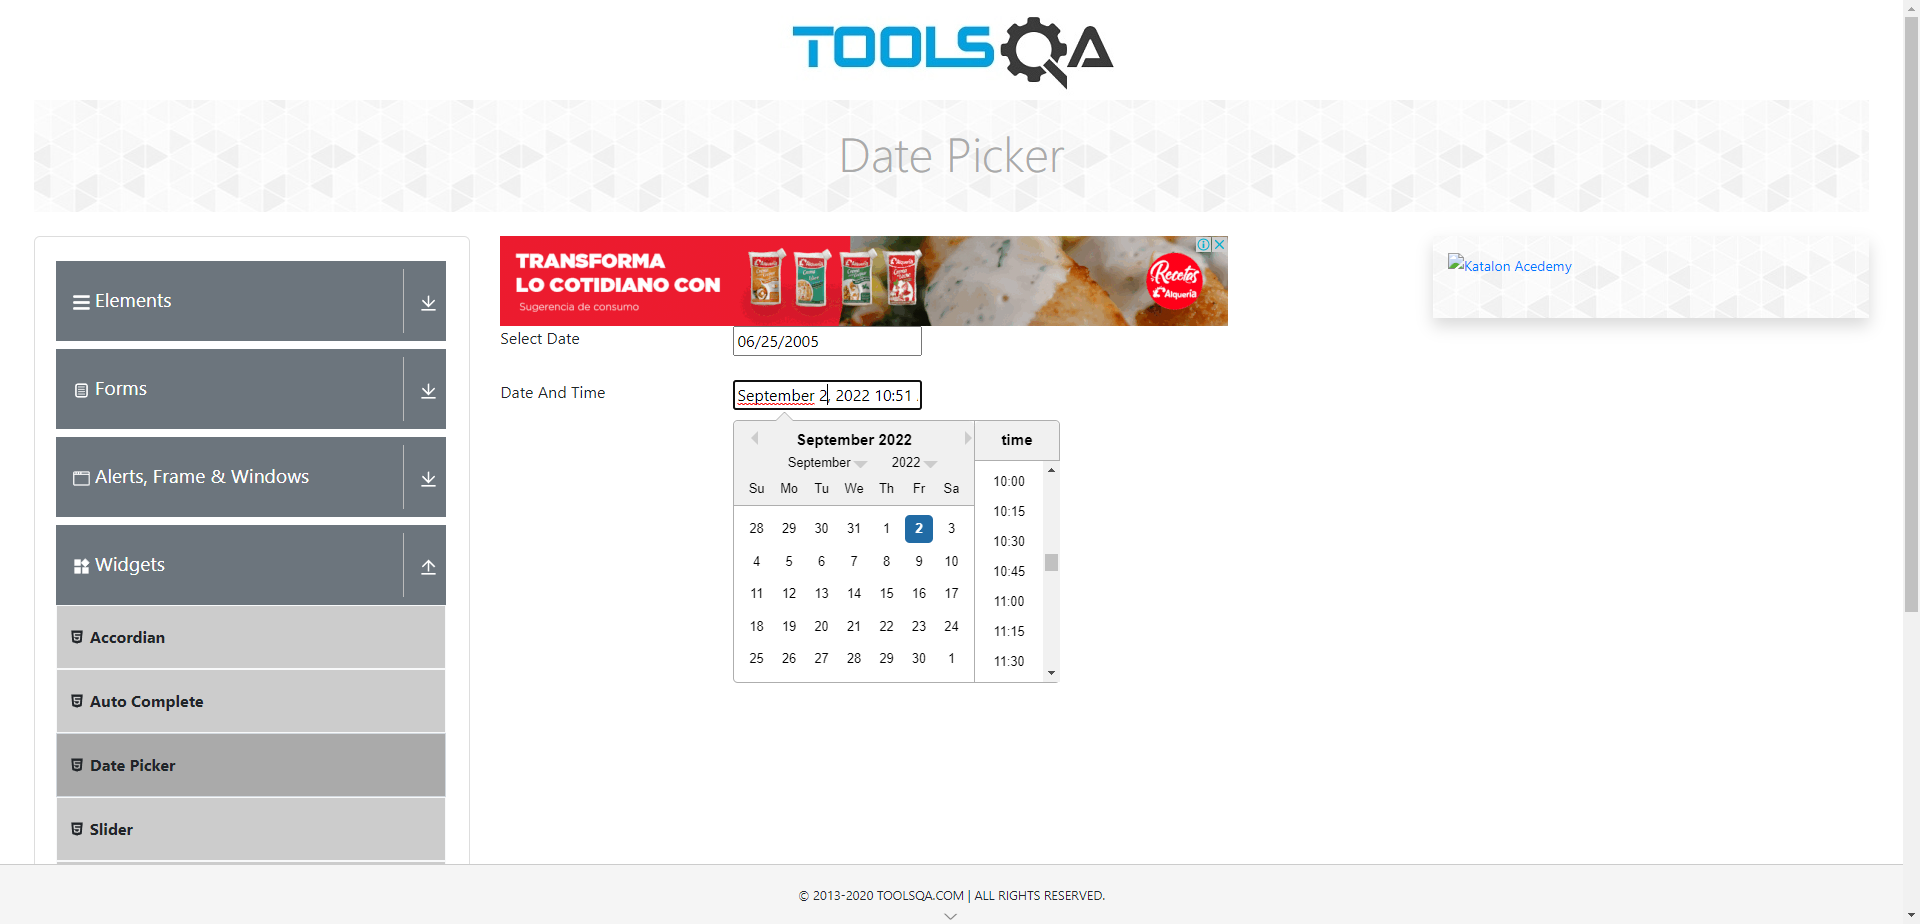 TOOLSQA
Date Picker
Elements
Forms
Alerts, Frame & Windows
Widgets
Accordian
Auto Complete
Date Picker
Slider
TRANSFORMA
LO COTIDIANO CON
Sugerencia de consumo
Recetas
Alquería
Select Date
06/25/2005
Date And Time
September 2, 2022 10:51
September 2022
September 2022
Su Mo Tu We Th Fr Sa
28 29 30 31 1 2 3
4 5 6 7 8 9 10
11 12 13 14 15 16 17
18 19 20 21 22 23 24
25 26 27 28 29 30 1
time
10:00
10:15
10:30
10:45
11:00
11:15
11:30
Katalon Acedemy
© 2013-2020 TOOLSQA.COM | ALL RIGHTS RESERVED.